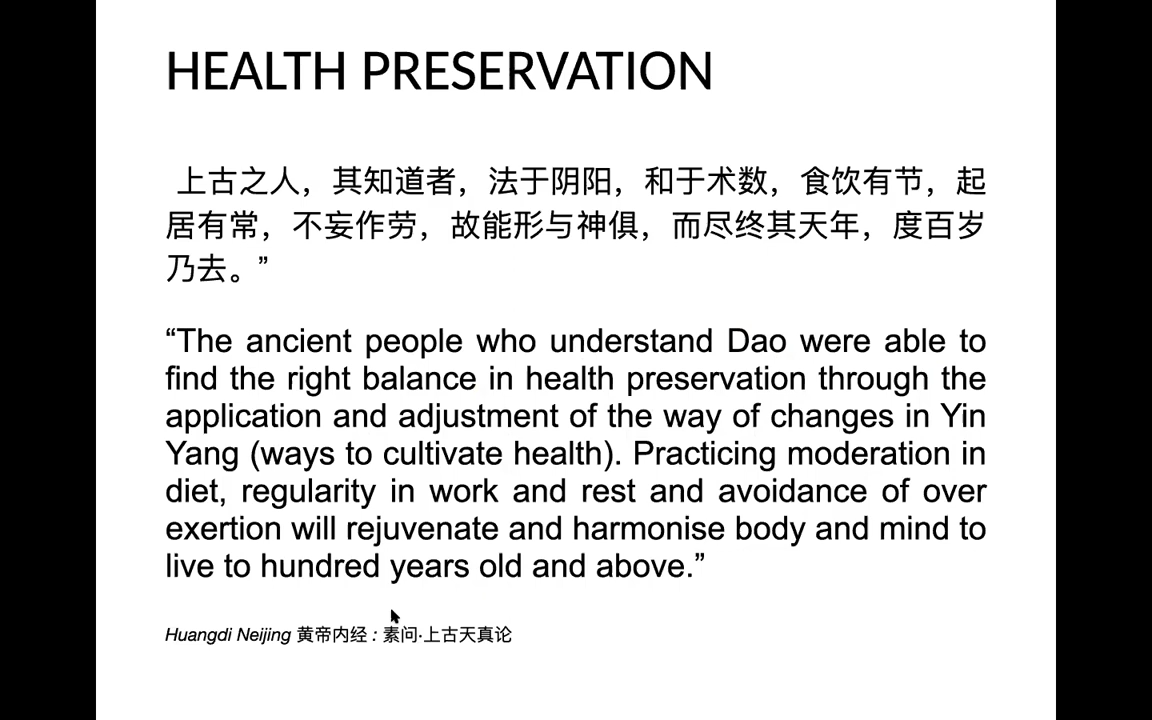 HEALTH PRESERVATION
上古之人，其知道者，法于阴阳，和于术数，食饮有节，起
居有常，不妄作劳，故能形与神俱，而尽终其天年，度百岁
乃去。”
“The ancient people who understand Dao were able to
find the right balance in health preservation through the
application and adjustment of the way of changes in Yin
Yang (ways to cultivate health). Practicing moderation in
diet, regularity in work and rest and avoidance of over
exertion will rejuvenate and harmonise body and mind to
live to hundred years old and above.”
Huangdi Neijing 黄帝内经 : 素问·上古天真论